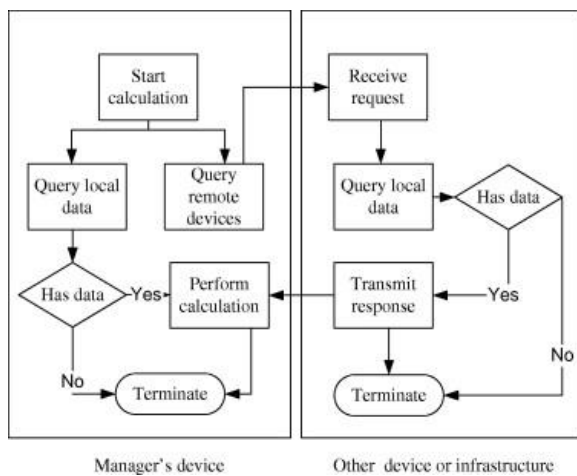 Start
calculation
Query local
data
Query
remote
devices
Has data
Yes
Perform
calculation
No
Terminate
Receive
request
Query local
data
Has data
Transmit
response
Yes
No
Terminate
Manager's device
Other device or infrastructure